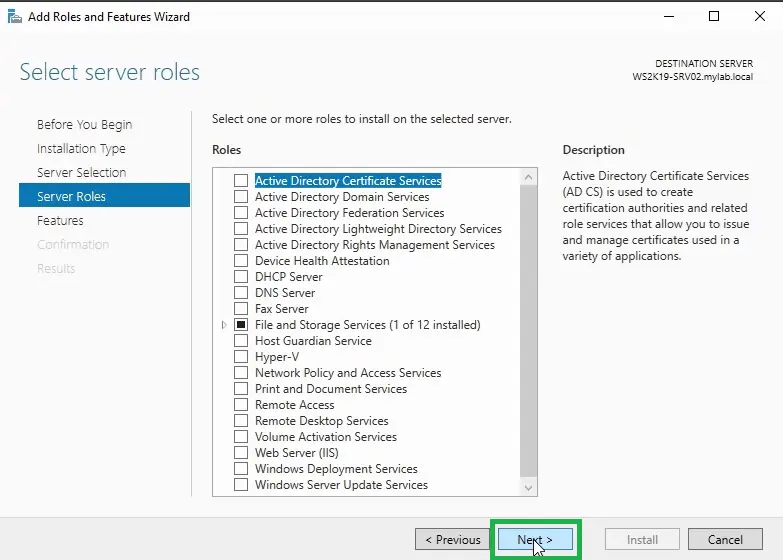 Add Roles and Features Wizard
Select server roles
DESTINATION SERVER
WS2K19-SRV02.mylab.local
Before You Begin
Installation Type
Server Selection
Server Roles
Features
Confirmation
Results
Select one or more roles to install on the selected server.
Roles
Active Directory Certificate Services
Active Directory Domain Services
Active Directory Federation Services
Active Directory Lightweight Directory Services
Active Directory Rights Management Services
Device Health Attestation
DHCP Server
DNS Server
Fax Server
File and Storage Services (1 of 12 installed)
Host Guardian Service
Hyper-V
Network Policy and Access Services
Print and Document Services
Remote Access
Remote Desktop Services
Volume Activation Services
Web Server (IIS)
Windows Deployment Services
Windows Server Update Services
Description
Active Directory Certificate Services
(AD CS) is used to create
certification authorities and related
role services that allow you to issue
and manage certificates used in a
variety of applications.
< Previous
Next >
Install
Cancel